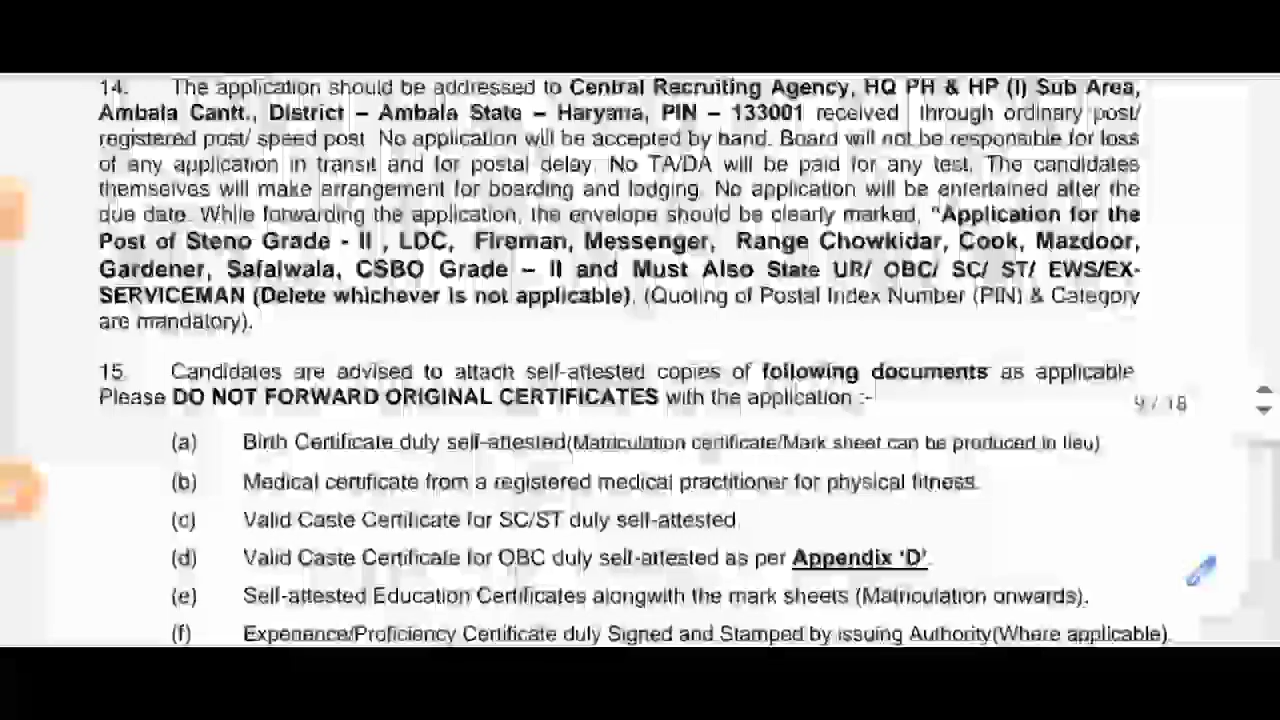 14. The application should be addressed to Central Recruiting Agency, HQ PH & HP (I) Sub Area,
Ambala Cantt., District – Ambala State – Haryana, PIN – 133001 received through ordinary post/
registered post/ speed post. No application will be accepted by hand. Board will not be responsible for loss
of any application in transit and for postal delay. No TA/DA will be paid for any test. The candidates
themselves will make arrangement for boarding and lodging. No application will be entertained after the
due date. While forwarding the application, the envelope should be clearly marked, "Application for the
Post of Steno Grade - II , LDC, Fireman, Messenger, Range Chowkidar, Cook, Mazdoor,
Gardener, Safaiwala, CSBO Grade – II and Must Also State UR/ OBC/ SC/ ST/ EWS/EX-
SERVICEMAN (Delete whichever is not applicable), (Quoting of Postal Index Number (PIN) & Category
are mandatory).
15. Candidates are advised to attach self-attested copies of following documents as applicable
Please DO NOT FORWARD ORIGINAL CERTIFICATES with the application :-
9 / 18
(a) Birth Certificate duly self-attested(Matriculation certificate/Mark sheet can be produced in lieu)
(b) Medical certificate from a registered medical practitioner for physical fitness.
(c) Valid Caste Certificate for SC/ST duly self-attested.
(d) Valid Caste Certificate for OBC duly self-attested as per Appendix 'D'.
(e) Self-attested Education Certificates alongwith the mark sheets (Matriculation onwards).
(f) Experience/Proficiency Certificate duly Signed and Stamped by issuing Authority(Where applicable).